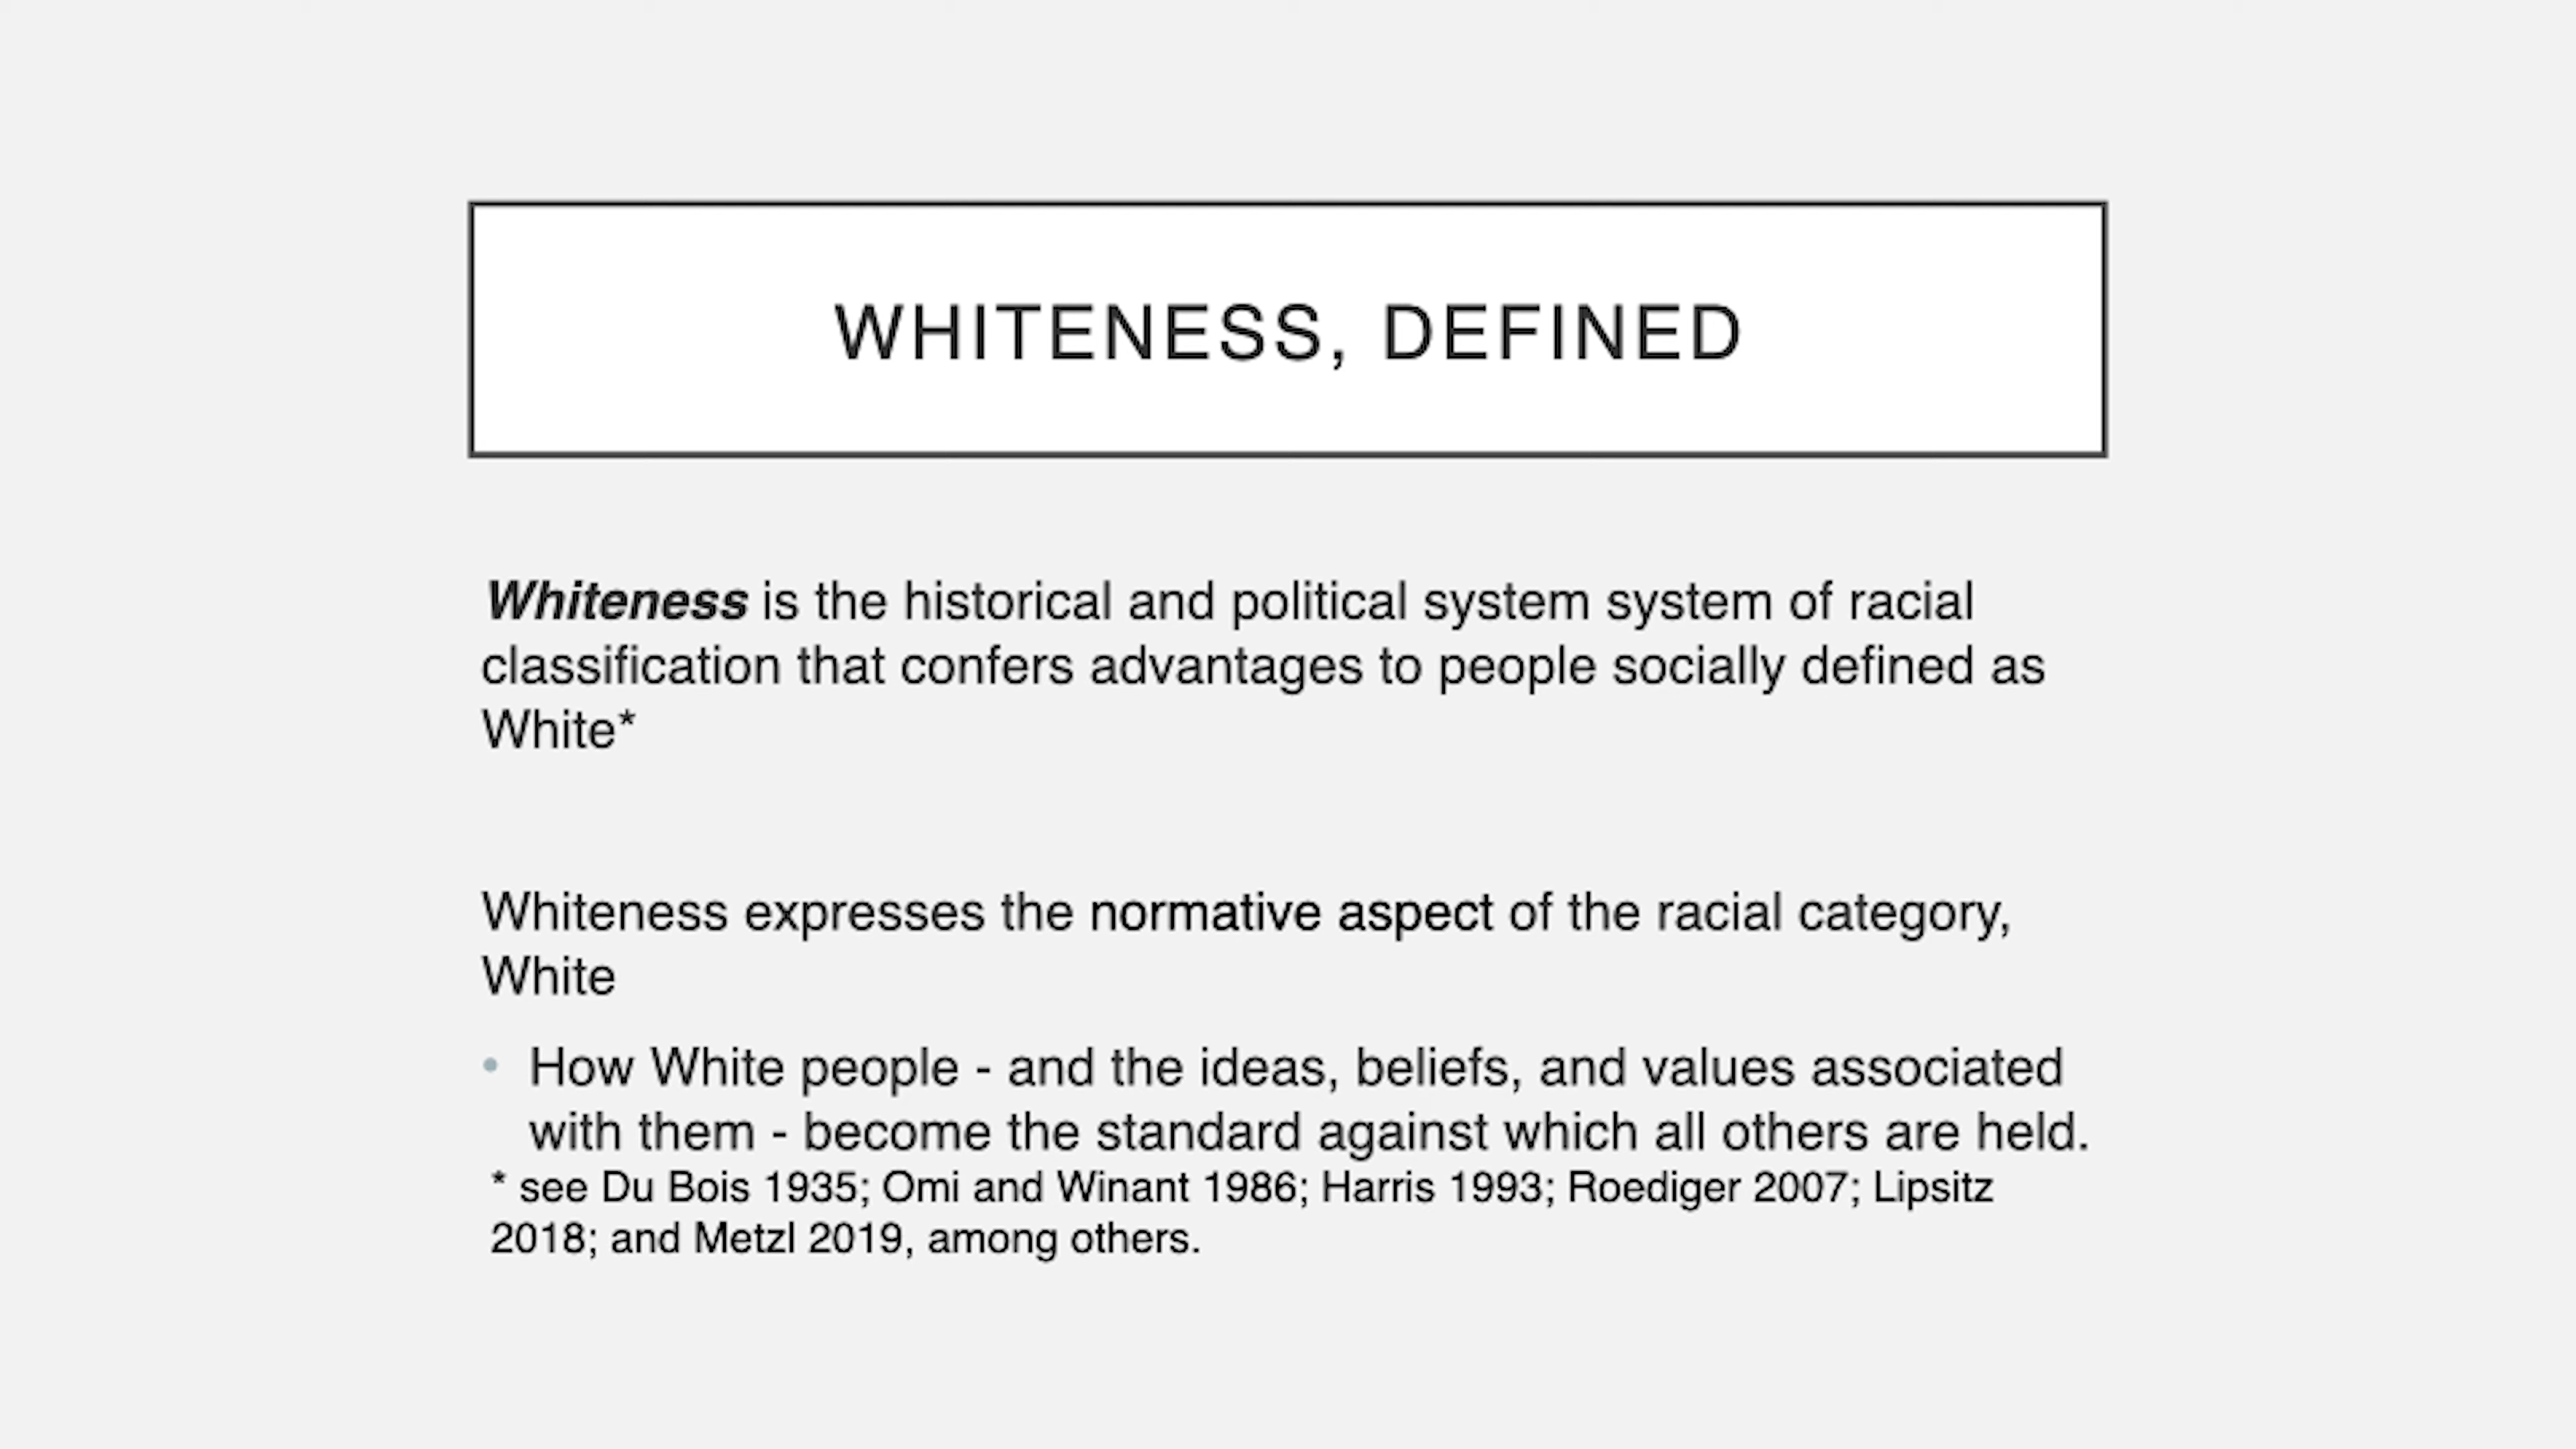 WHITENESS, DEFINED
Whiteness is the historical and political system system of racial
classification that confers advantages to people socially defined as
White*
Whiteness expresses the normative aspect of the racial category,
White
• How White people - and the ideas, beliefs, and values associated
with them - become the standard against which all others are held.
* see Du Bois 1935; Omi and Winant 1986; Harris 1993; Roediger 2007; Lipsitz
2018; and Metzl 2019, among others.